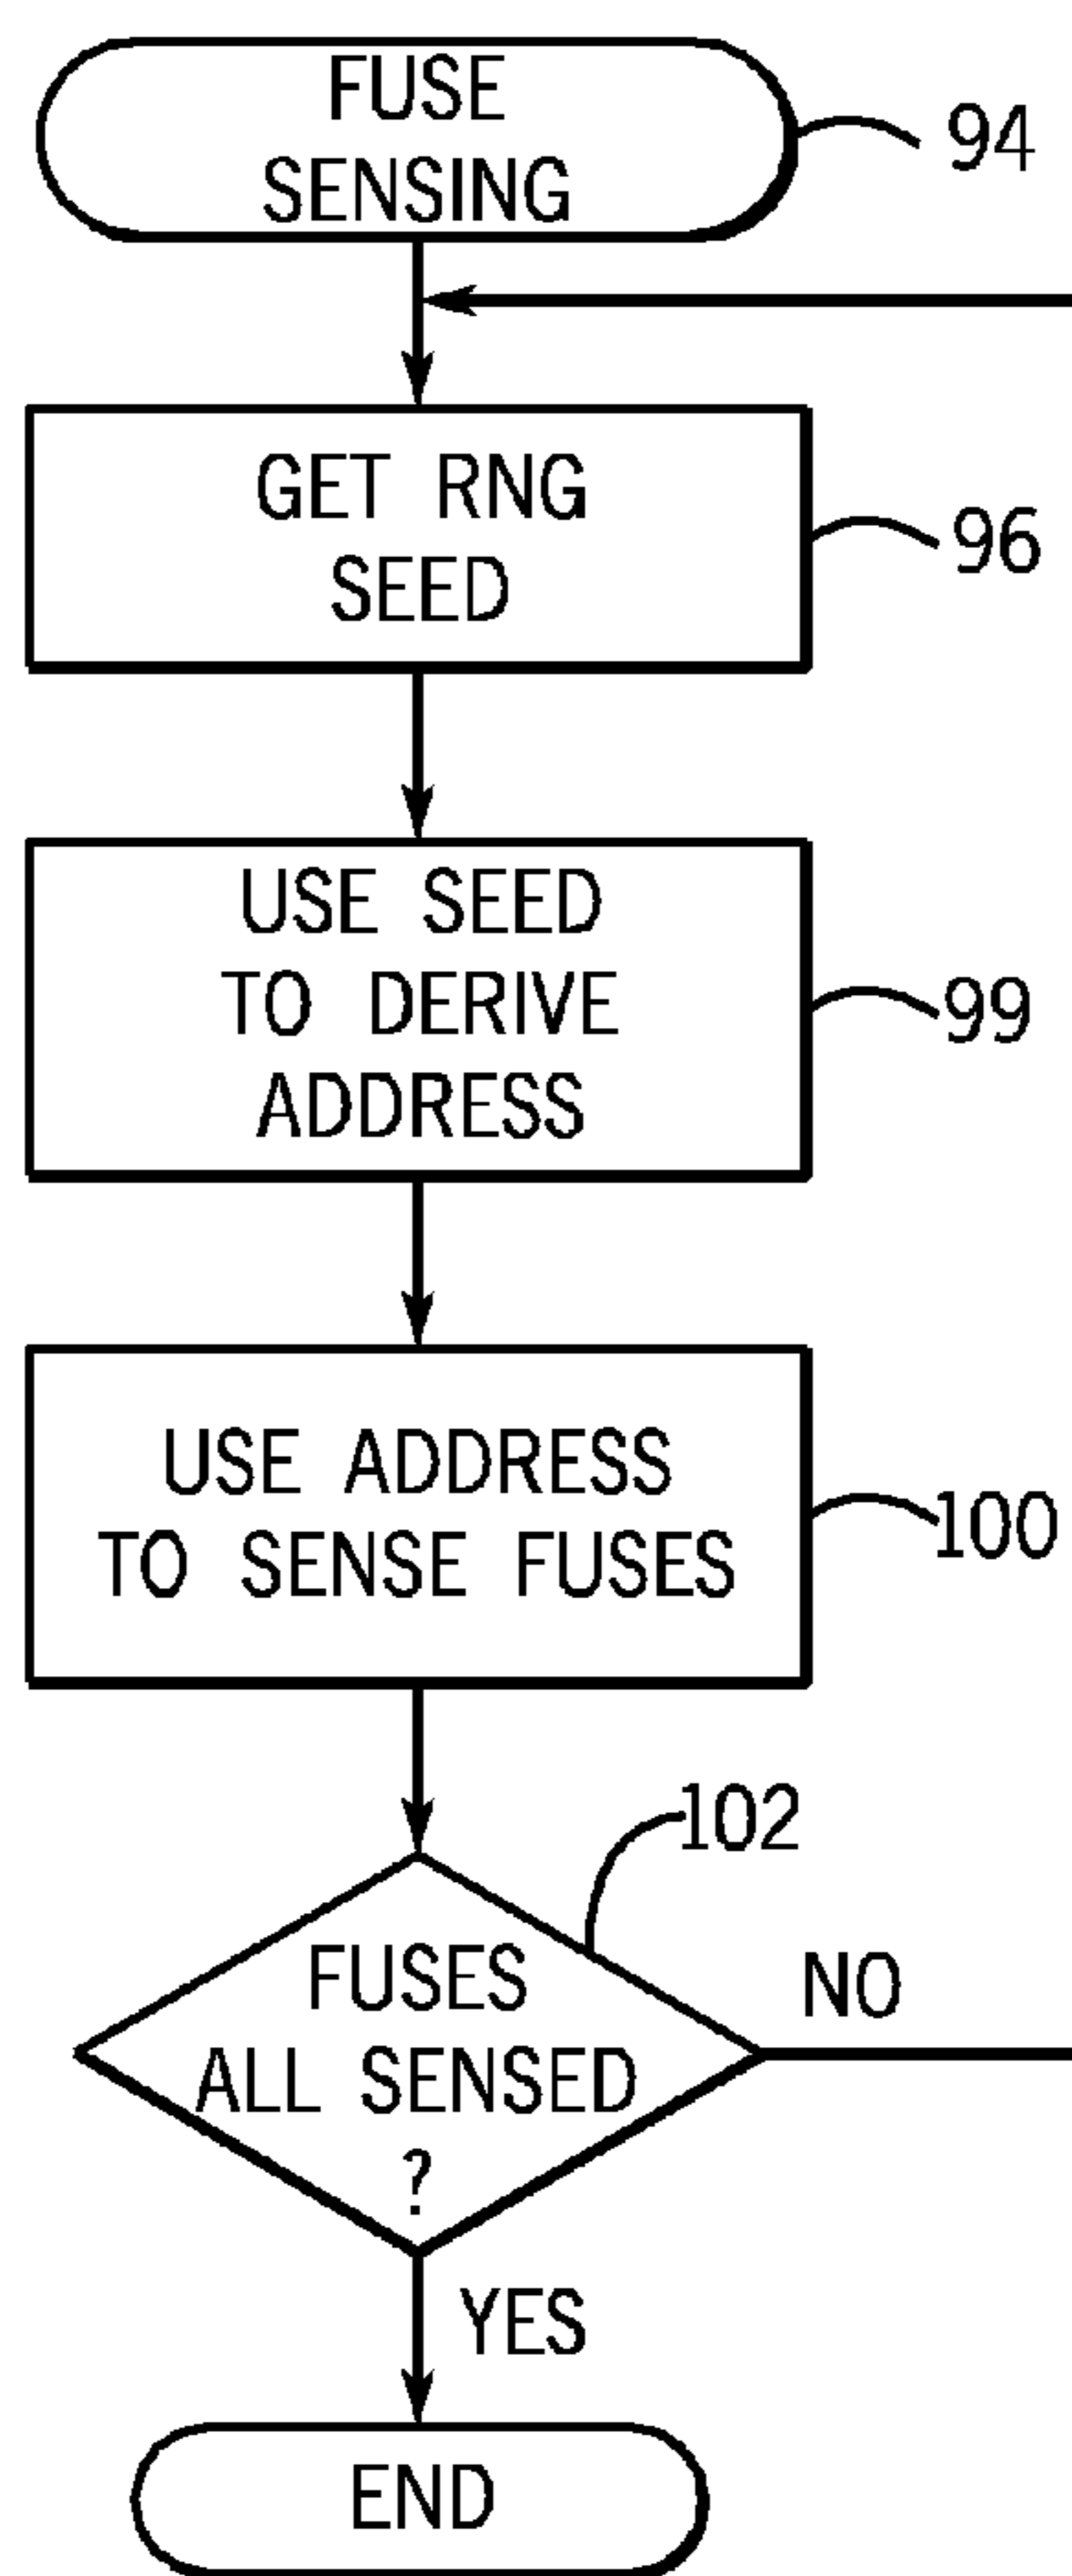 FUSE
SENSING
94
GET RNG
SEED
96
USE SEED
TO DERIVE
ADDRESS
99
USE ADDRESS
TO SENSE FUSES
100
102
FUSES
ALL SENSED
?
NO
YES
END